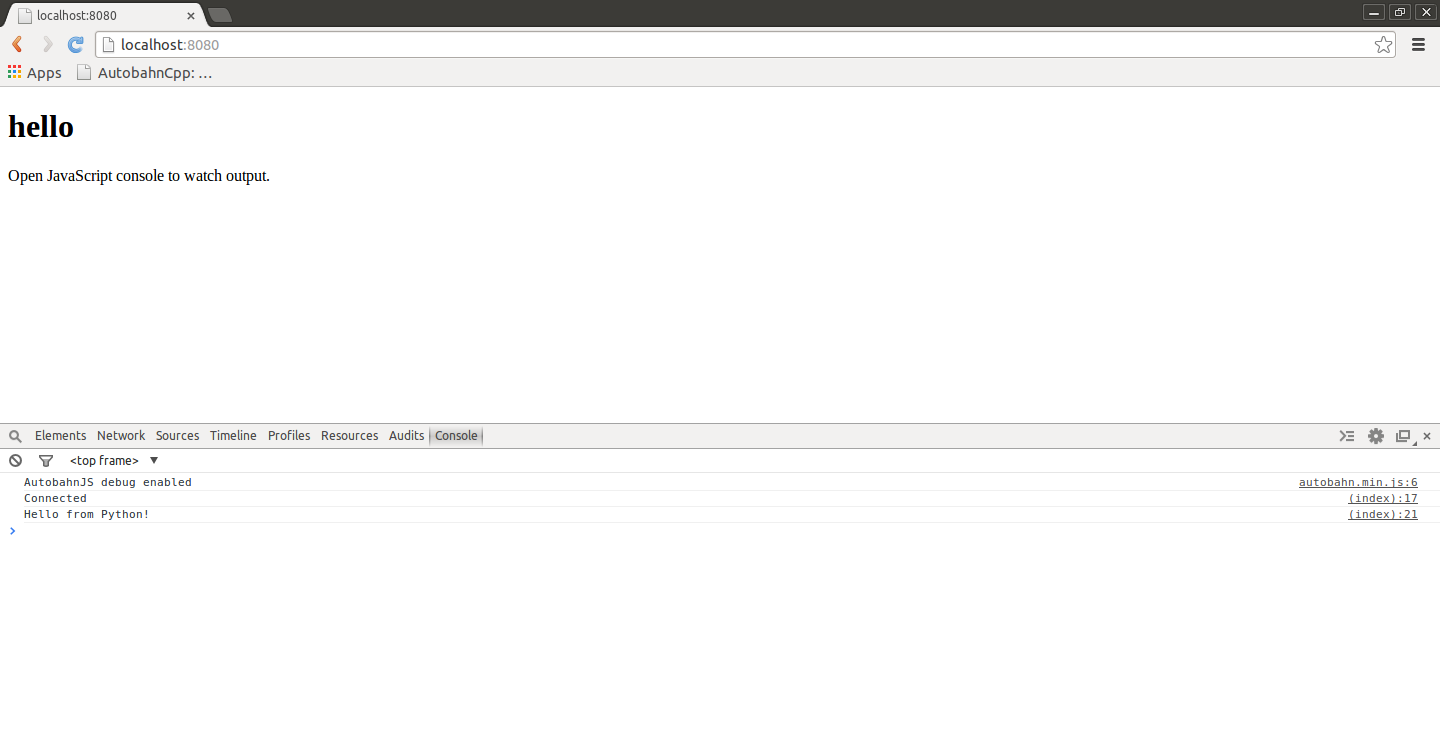 localhost:8080
localhost:8080
Apps AutobahnCpp: ...
hello
Open JavaScript console to watch output.
Elements Network Sources Timeline Profiles Resources Audits Console
<top frame>
AutobahnJS debug enabled autobahn.min.js:6
Connected (index):17
Hello from Python! (index):21